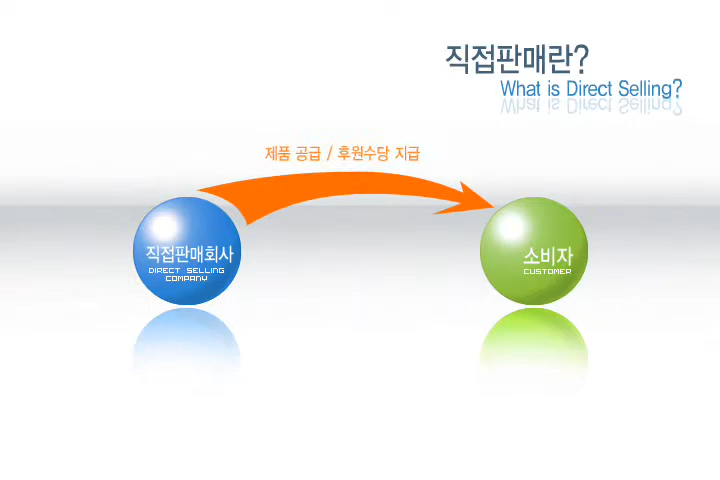 직접판매란?
What is Direct Selling?
제품 공급 / 후원수당 지급
직접판매회사
DIRECT SELLING
COMPANY
소비자
CUSTOMER